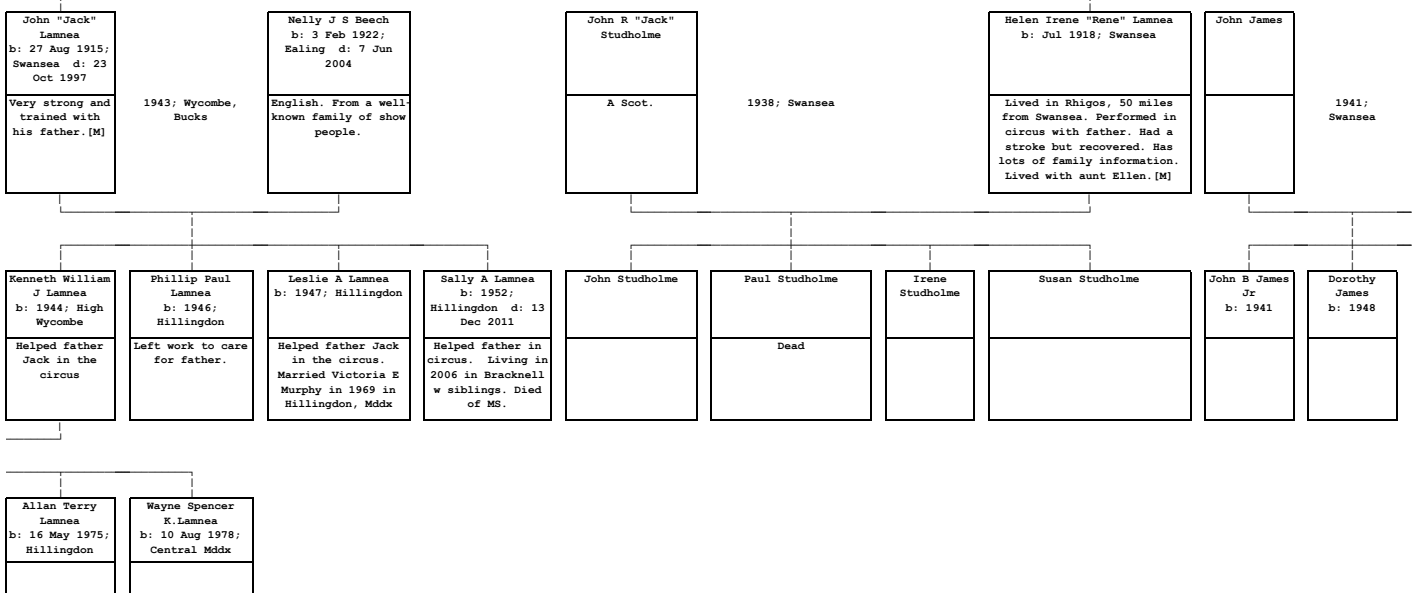 John "Jack"
Lamnea
b: 27 Aug 1915;
Swansea d: 23
Oct 1997
Very strong and
trained with
his father.[M]
1943; Wycombe,
Bucks
Nelly J S Beech
b: 3 Feb 1922;
Ealing d: 7 Jun
2004
English. From a well-
known family of show
people.
John R "Jack"
Studholme
A Scot.
1938; Swansea
Helen Irene "Rene" Lamnea
b: Jul 1918; Swansea
Lived in Rhigos, 50 miles
from Swansea. Performed in
circus with father. Had a
stroke but recovered. Has
lots of family information.
Lived with aunt Ellen.[M]
John James
1941;
Swansea
Kenneth William
J Lamnea
b: 1944; High
Wycombe
Helped father
Jack in the
circus
Phillip Paul
Lamnea
b: 1946;
Hillingdon
Left work to care
for father.
Leslie A Lamnea
b: 1947; Hillingdon
Helped father Jack
in the circus.
Married Victoria E
Murphy in 1969 in
Hillingdon, Mddx
Sally A Lamnea
b: 1952;
Hillingdon d: 13
Dec 2011
Helped father in
circus. Living in
2006 in Bracknell
w siblings. Died
of MS.
John Studholme
Paul Studholme
Dead
Irene
Studholme
Susan Studholme
John B James
Jr
b: 1941
Dorothy
James
b: 1948
Allan Terry
Lamnea
b: 16 May 1975;
Hillingdon
Wayne Spencer
K.Lamnea
b: 10 Aug 1978;
Central Mddx